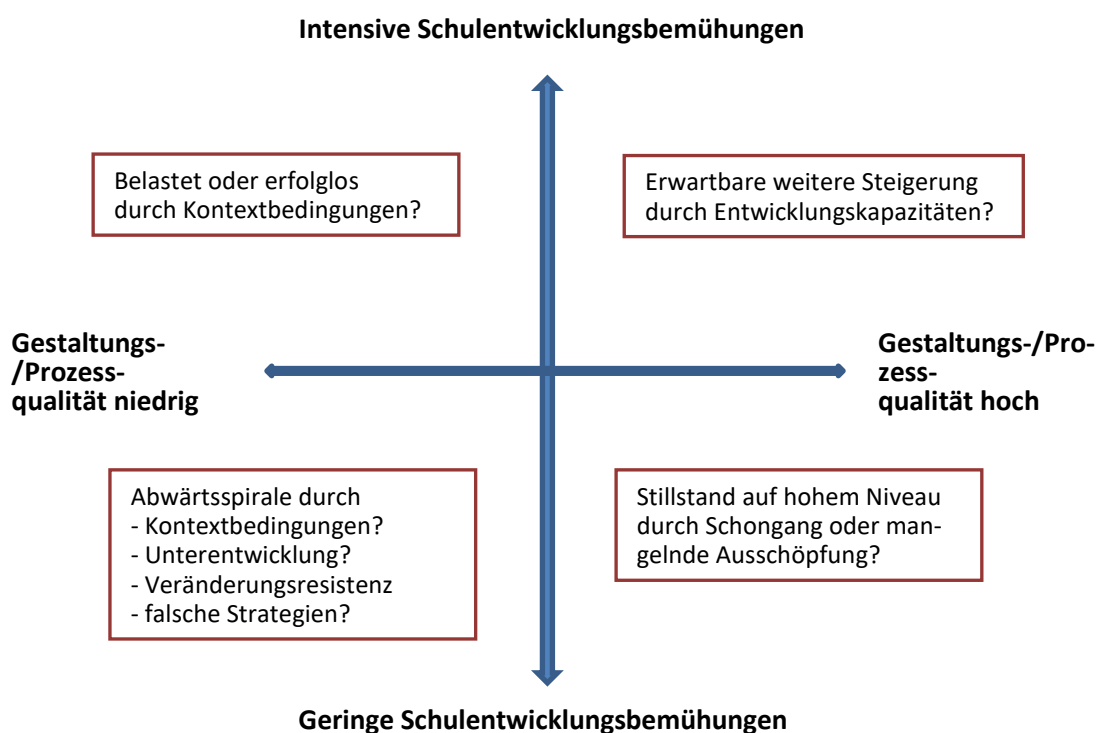 Intensive Schulentwicklungsbemühungen
Belastet oder erfolglos
durch Kontextbedingungen?
Erwartbare weitere Steigerung
durch Entwicklungskapazitäten?
Gestaltungs-
/Prozess-
qualität niedrig
Gestaltungs-/Pro-
zess-
qualität hoch
Abwärtsspirale durch
- Kontextbedingungen?
- Unterentwicklung?
- Veränderungsresistenz
- falsche Strategien?
Stillstand auf hohem Niveau
durch Schongang oder man-
gelnde Ausschöpfung?
Geringe Schulentwicklungsbemühungen